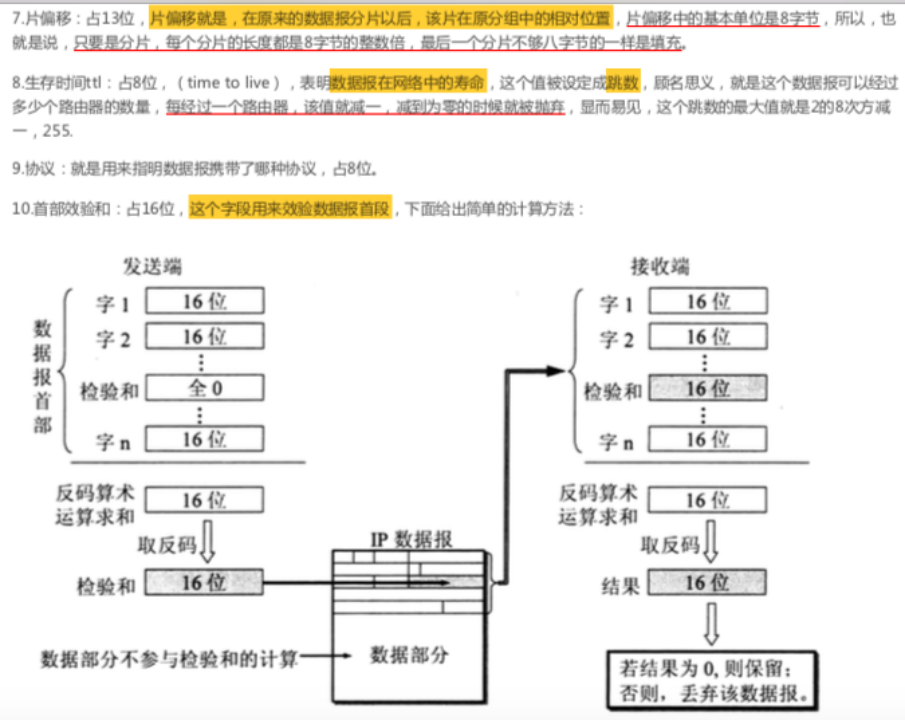 7.片偏移：占13位，片偏移就是，在原来的数据报分片以后，该片在原分组中的相对位置，片偏移中的基本单位是8字节，所以，也
就是说，只要是分片，每个分片的长度都是8字节的整数倍，最后一个分片不够八字节的一样是填充。
8.生存时间ttl：占8位，（time to live），表明数据报在网络中的寿命，这个值被设定成跳数，顾名思义，就是这个数据报可以经过
多少个路由器的数量，每经过一个路由器，该值就减一，减到为零的时候就被抛弃，显而易见，这个跳数的最大值就是2的8次方减
一，255.
9.协议：就是用来指明数据报携带了哪种协议，占8位。
10.首部效验和：占16位，这个字段用来效验数据报首段，下面给出简单的计算方法：
发送端
数据报首部
字 1 16 位
字 2 16 位
检验和 全 0
字 n 16 位
反码算术
运算求和 16 位
取反码
检验和 16 位
数据部分不参与检验和的计算
IP 数据报
数据部分
接收端
字 1 16 位
字 2 16 位
检验和 16 位
字 n 16 位
反码算术
运算求和 16 位
取反码
结果 16 位
若结果为 0, 则保留；
否则，丢弃该数据报。